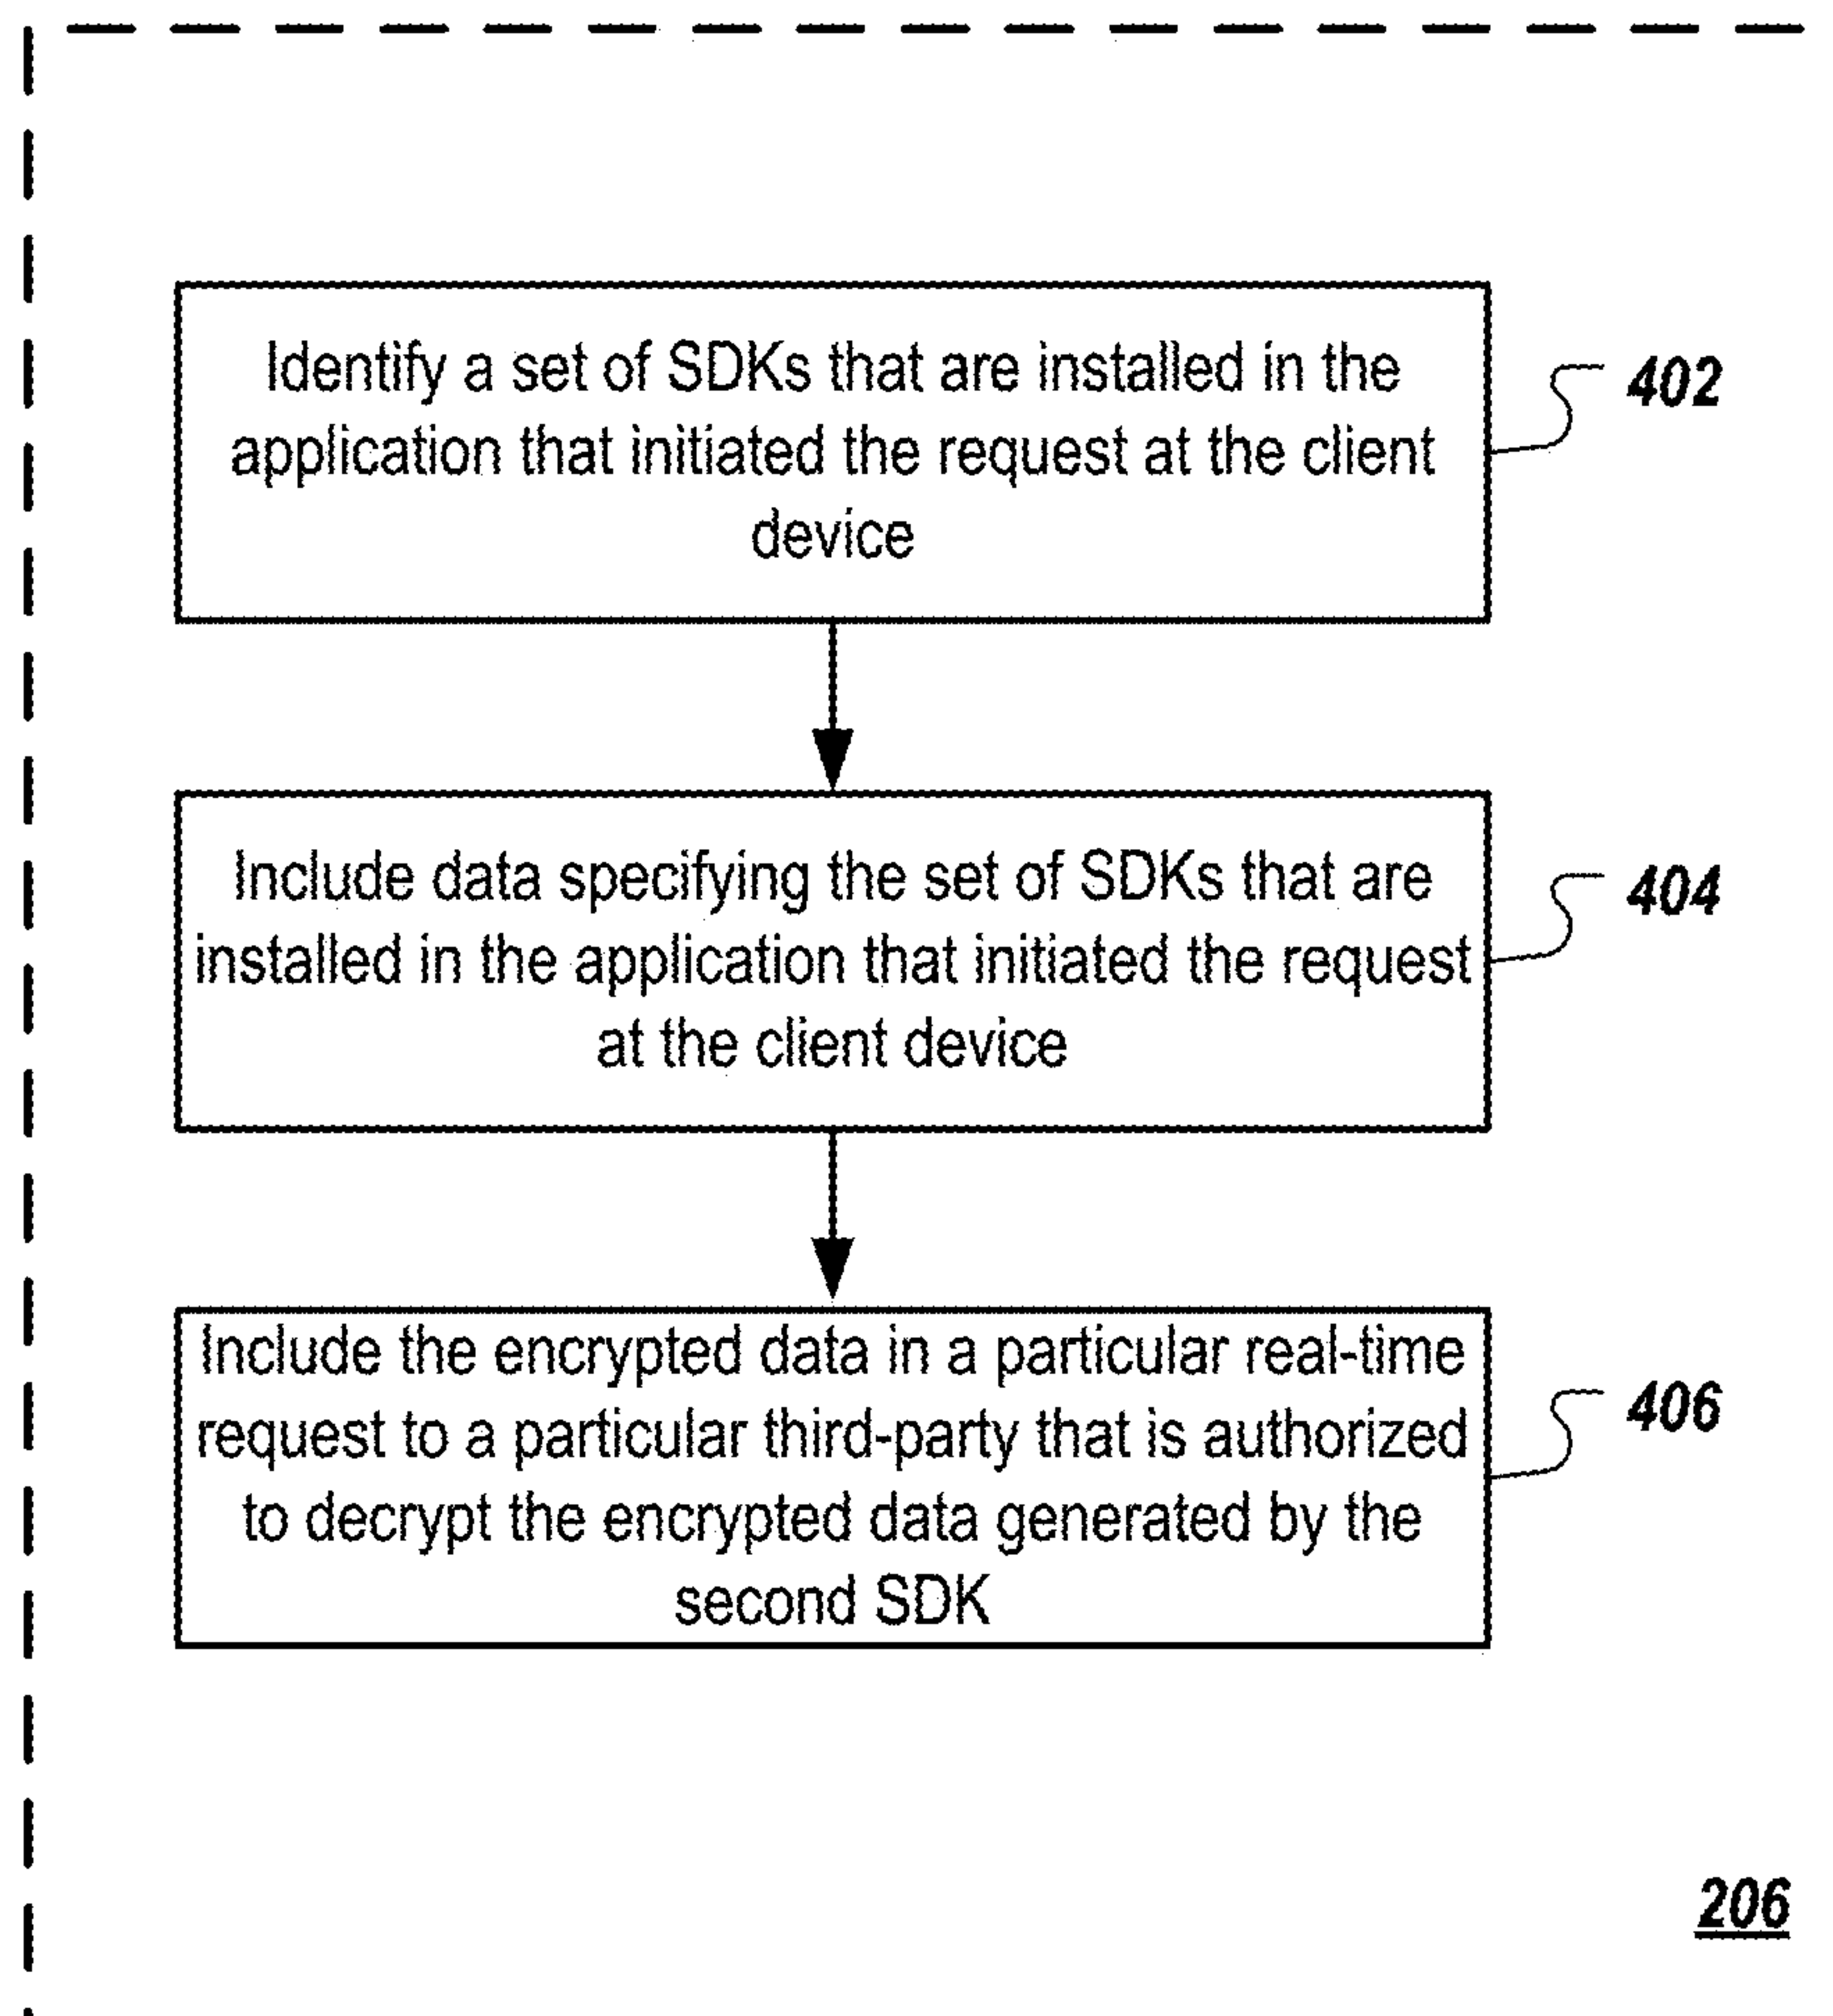 Identify a set of SDKs that are installed in the
application that initiated the request at the client
device
402
Include data specifying the set of SDKs that are
installed in the application that initiated the request
at the client device
404
Include the encrypted data in a particular real-time
request to a particular third-party that is authorized
to decrypt the encrypted data generated by the
second SDK
406
206